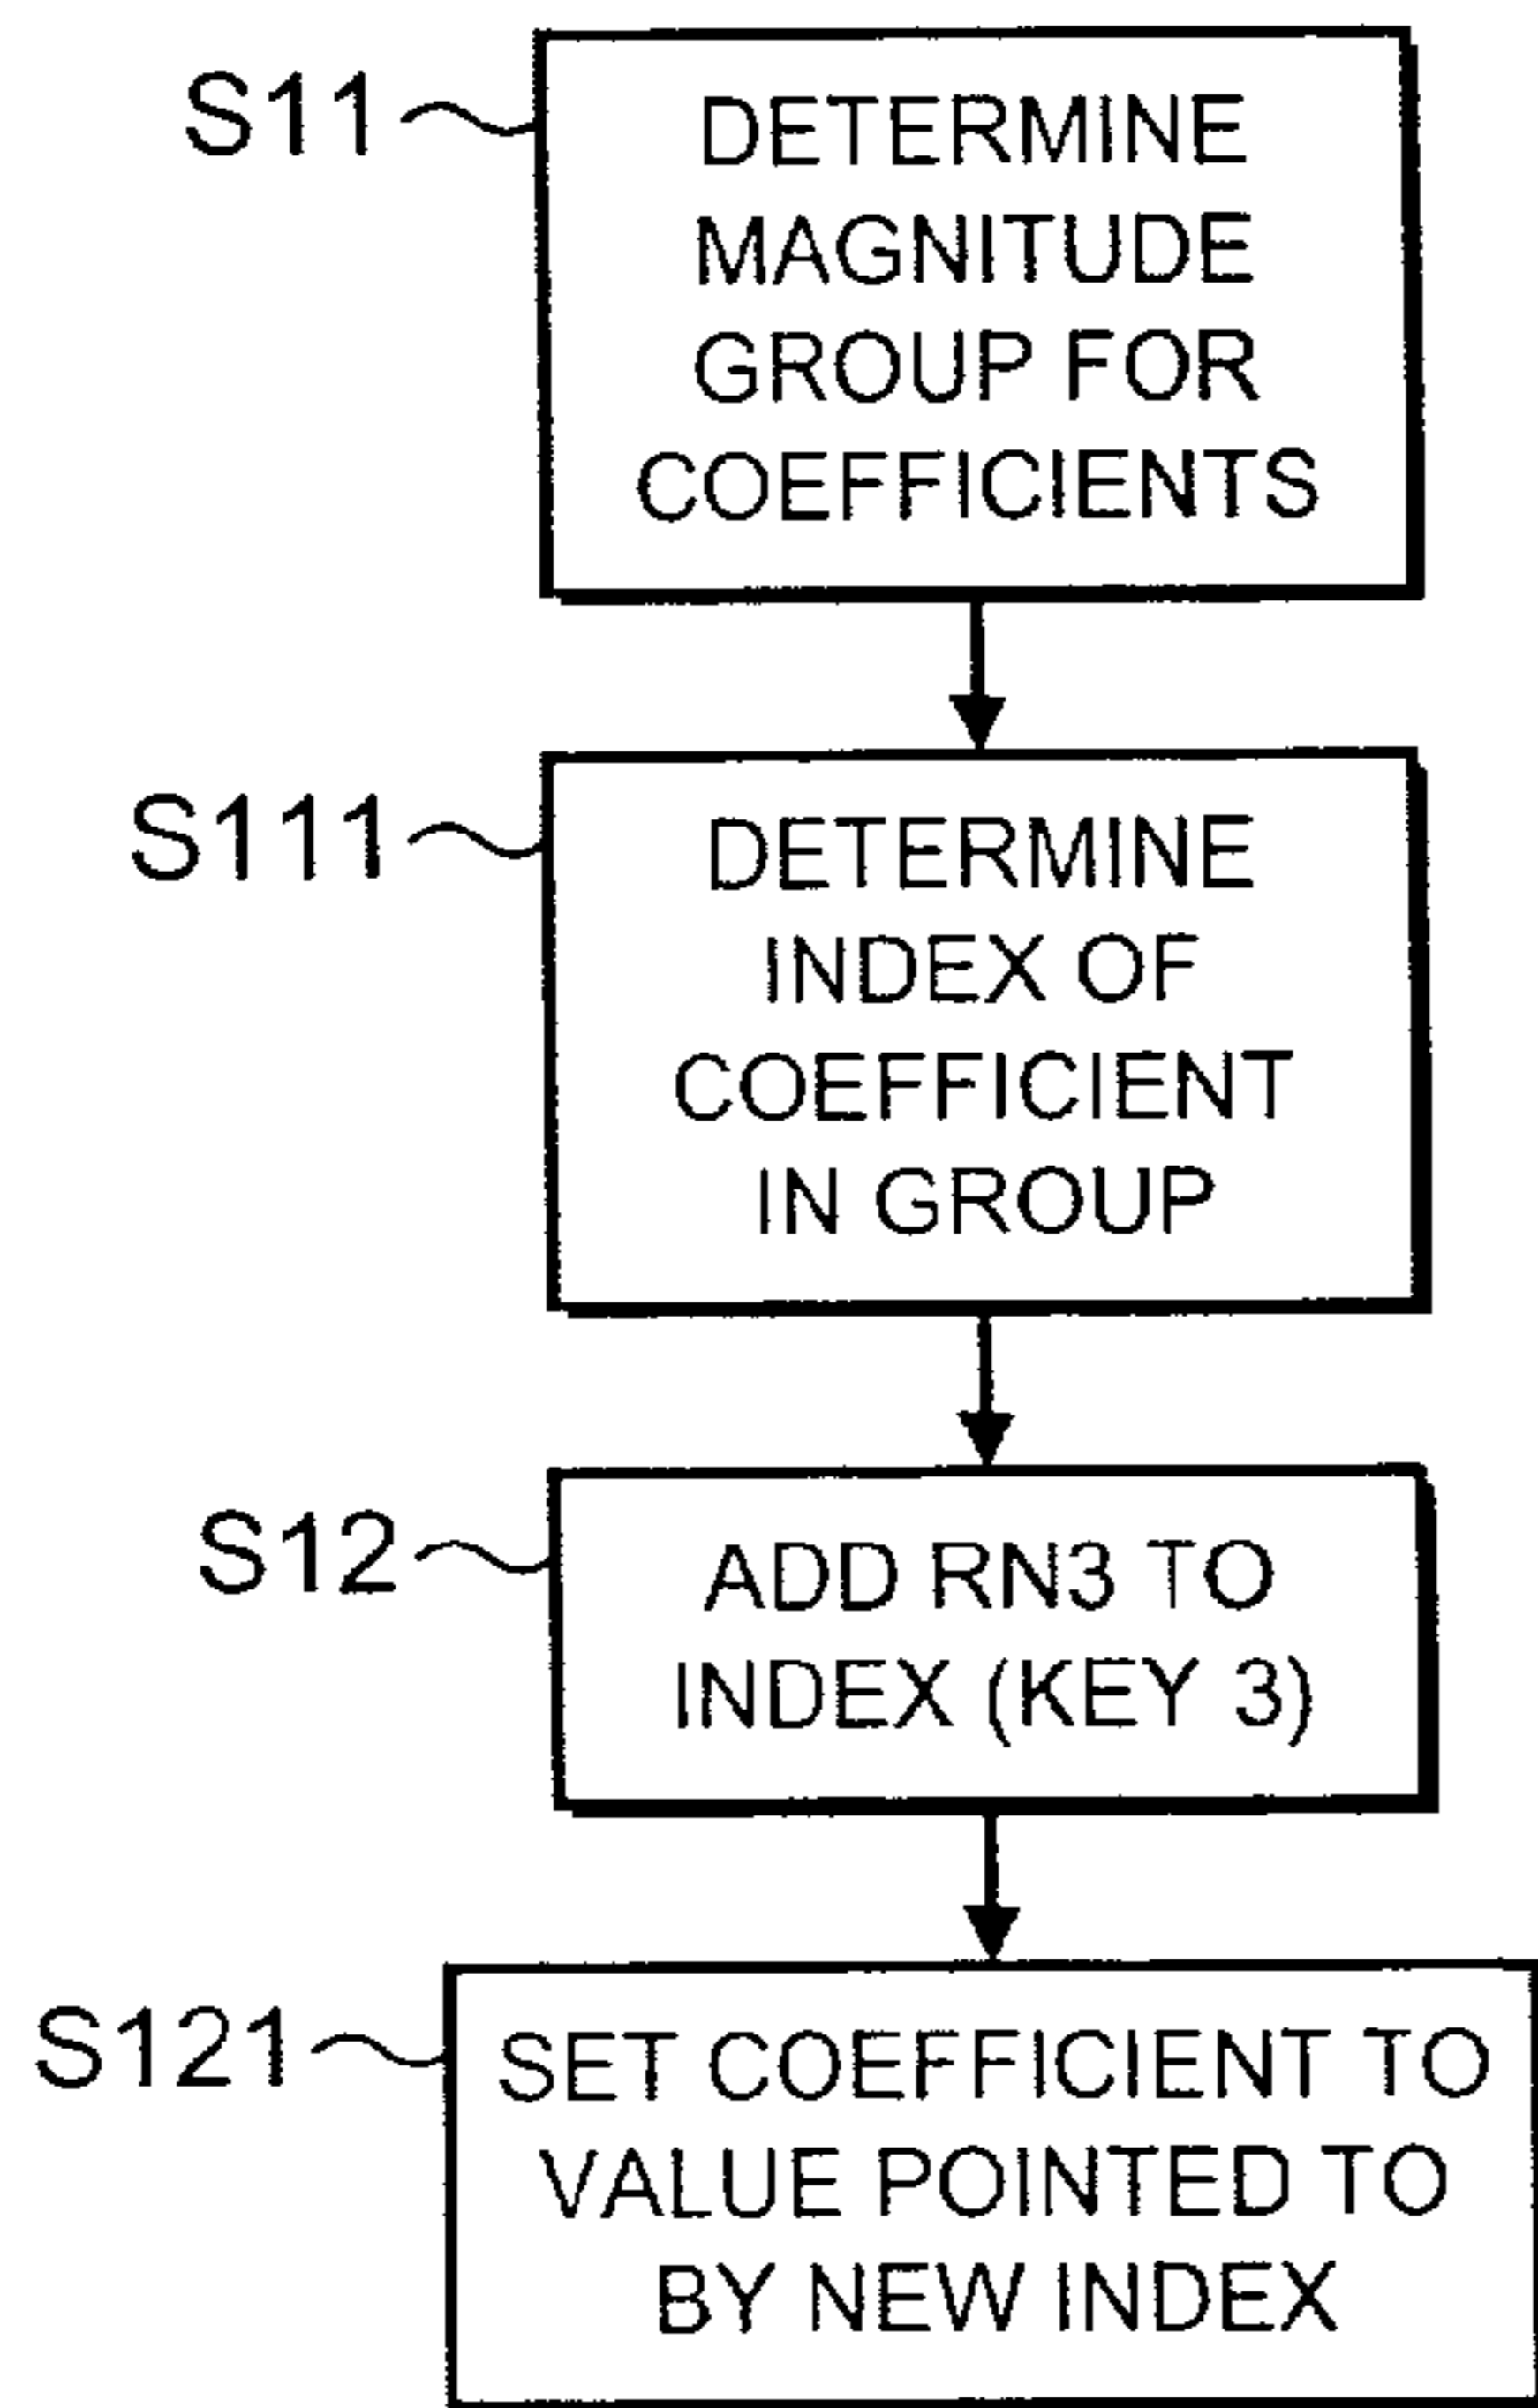 S11
DETERMINE
MAGNITUDE
GROUP FOR
COEFFICIENTS
S111
DETERMINE
INDEX OF
COEFFICIENT
IN GROUP
S12
ADD RN3 TO
INDEX (KEY 3)
S121
SET COEFFICIENT TO
VALUE POINTED TO
BY NEW INDEX